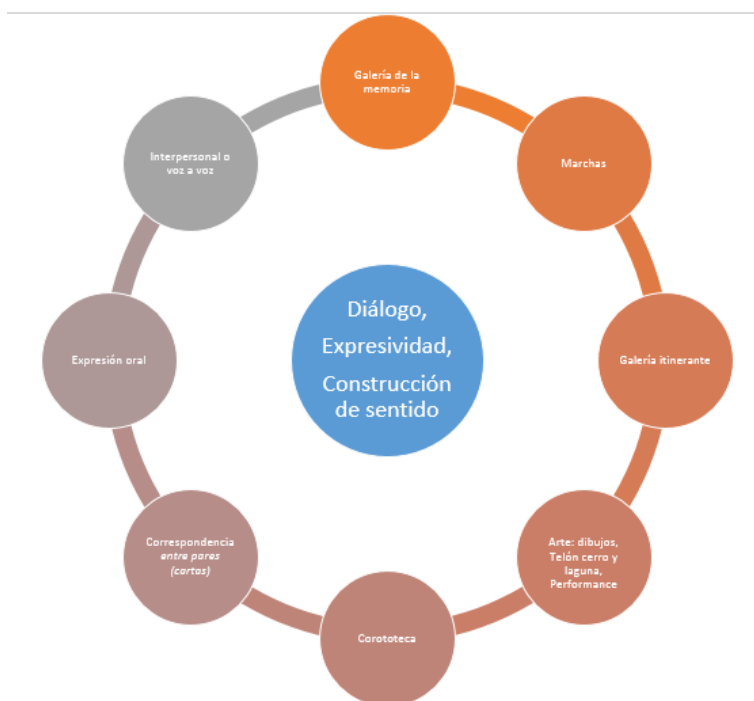 Galería de la
memoria
Marchas
Galería itinerante
Arte: dibujos,
Telón cerro y
laguna,
Performance
Corototeca
Correspondencia
entre pares
(cartas)
Expresión oral
Interpersonal o
voz a voz
Diálogo,
Expresividad,
Construcción
de sentido